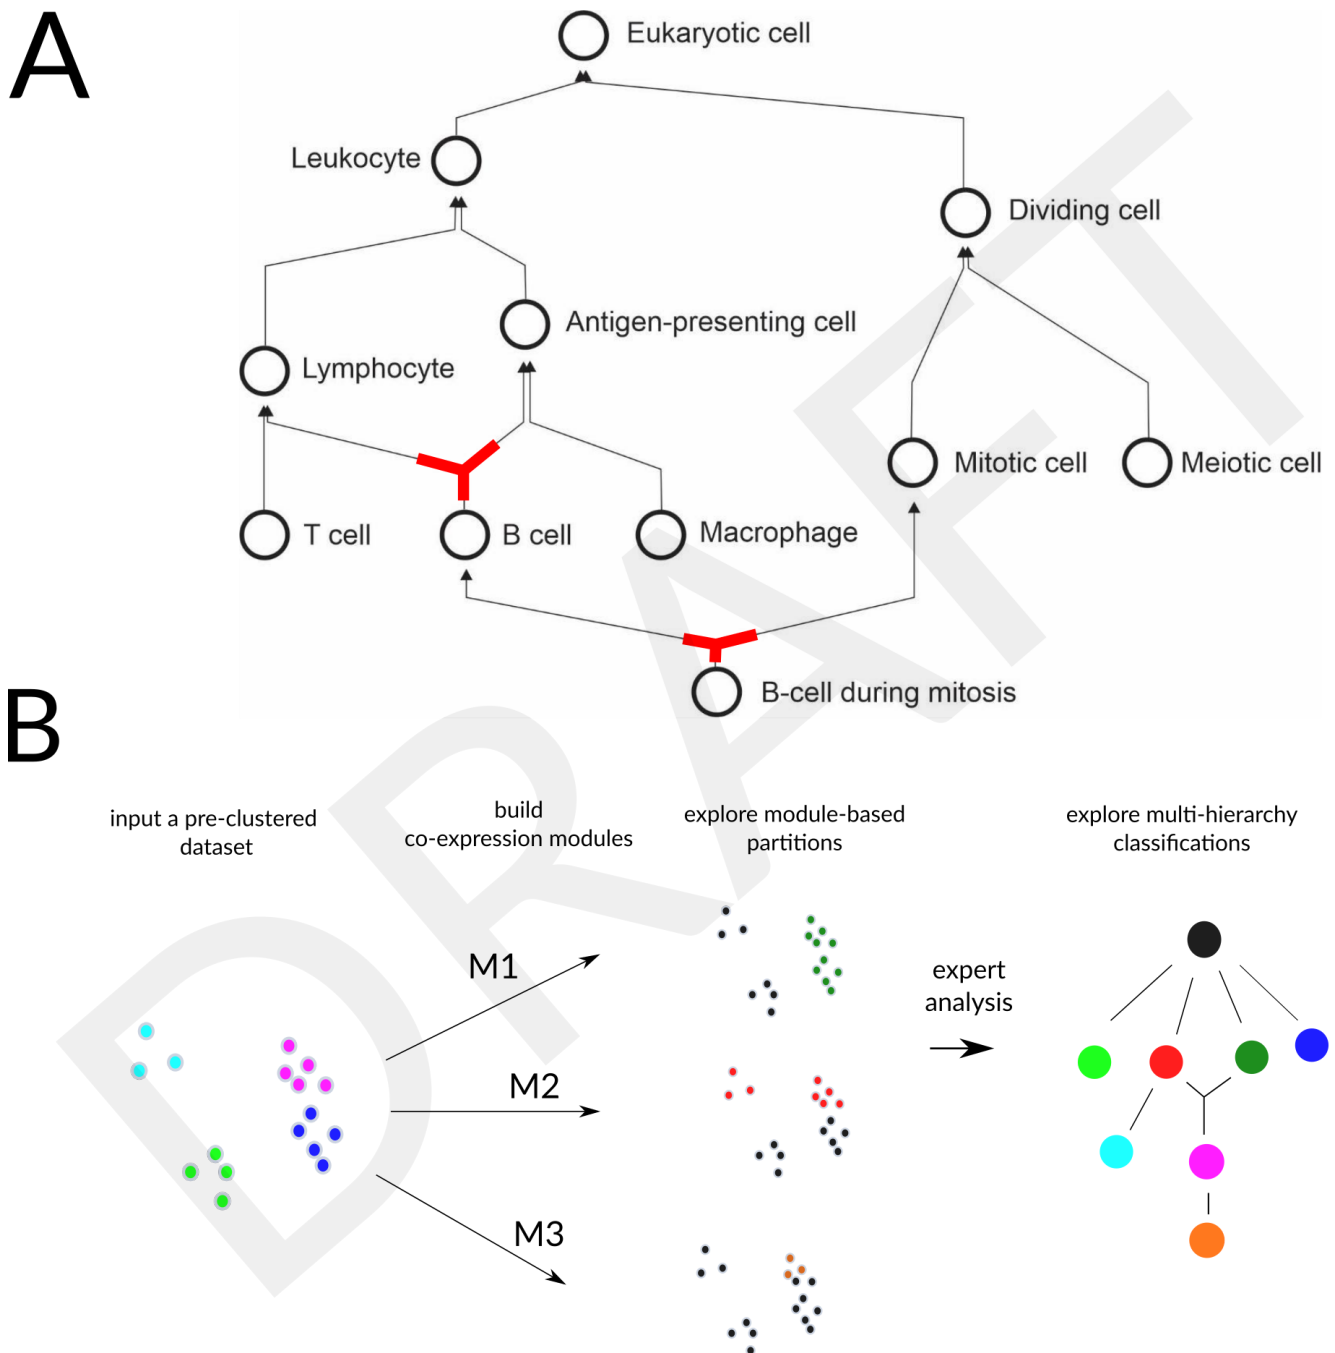 A
Eukaryotic cell
Leukocyte
Dividing cell
Antigen-presenting cell
Lymphocyte
Mitotic cell
Meiotic cell
T cell
B cell
Macrophage
B-cell during mitosis
B
input a pre-clustered
dataset
build
co-expression modules
explore module-based
partitions
explore multi-hierarchy
classifications
M1
M2
M3
expert
analysis
DRAFT